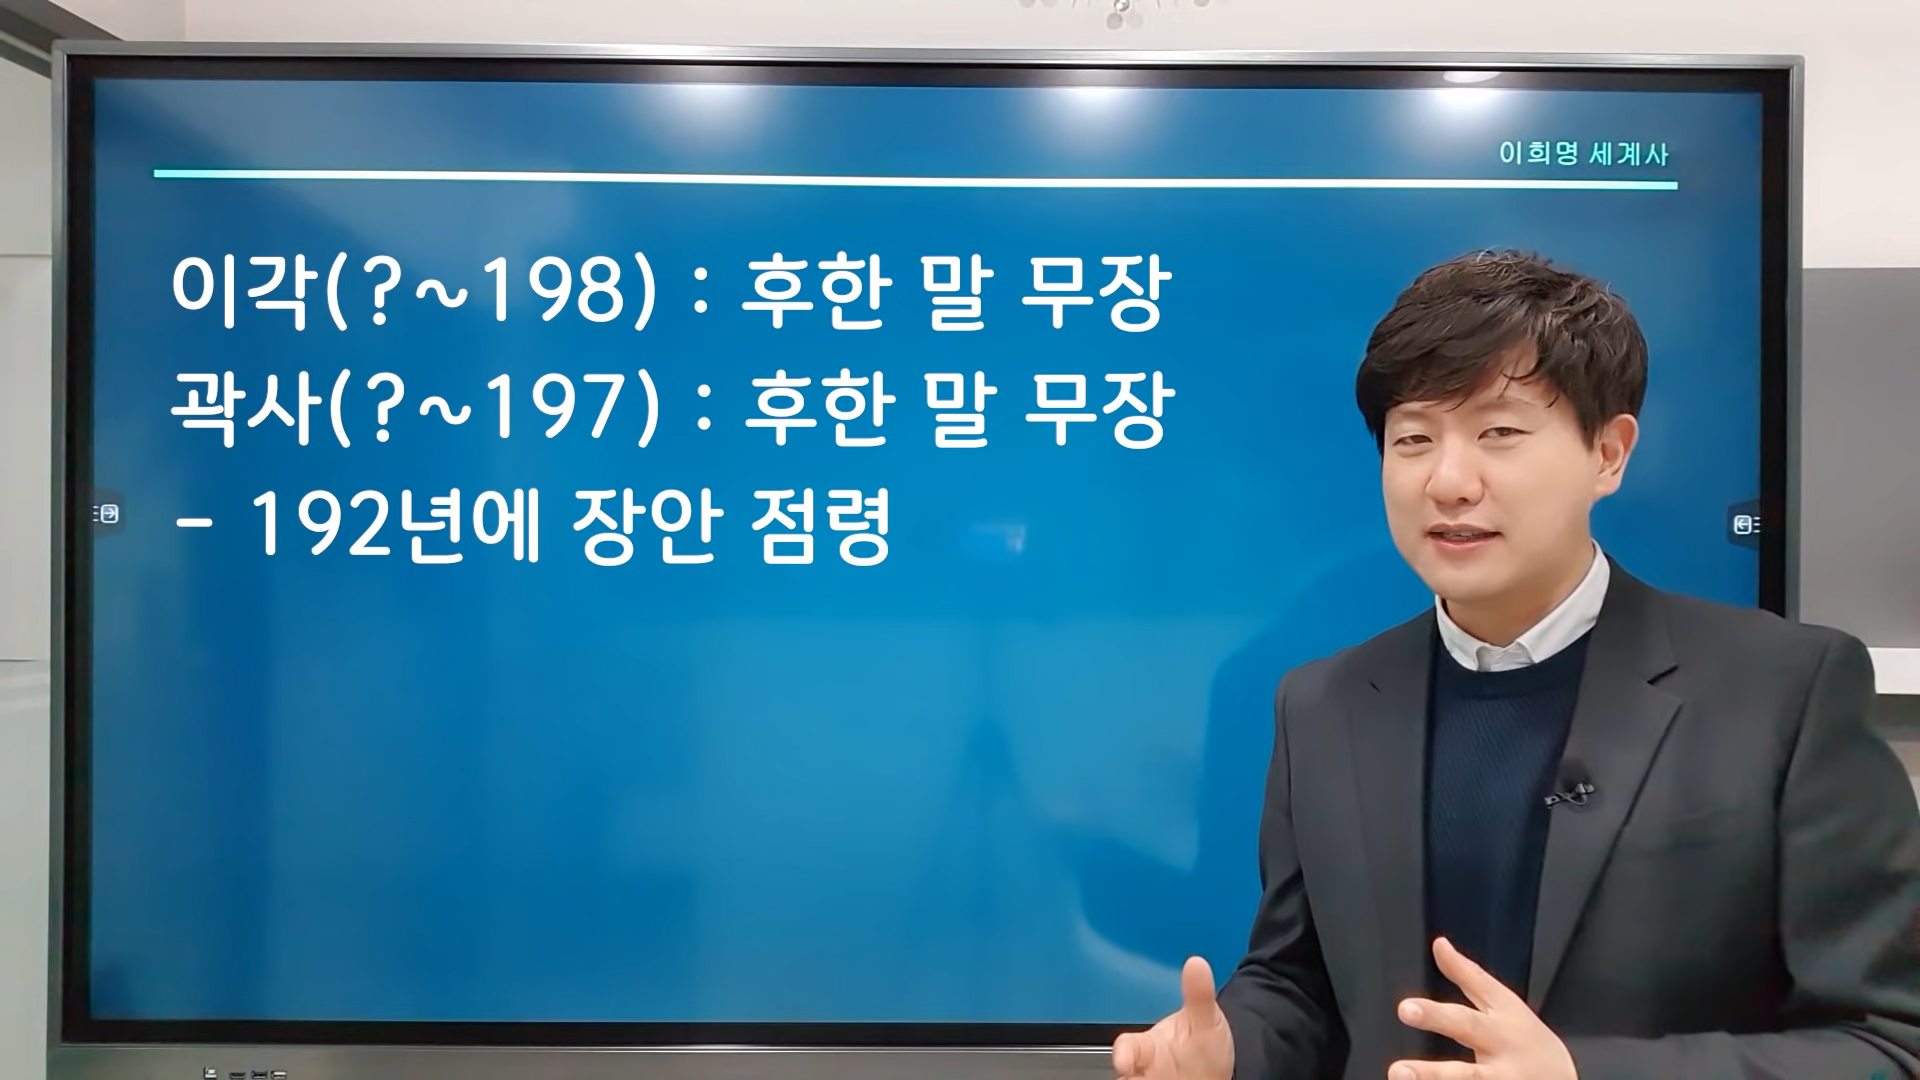 이희명 세계사
이각(?~198) : 후한 말 무장
곽사(?~197) : 후한 말 무장
- 192년에 장안 점령